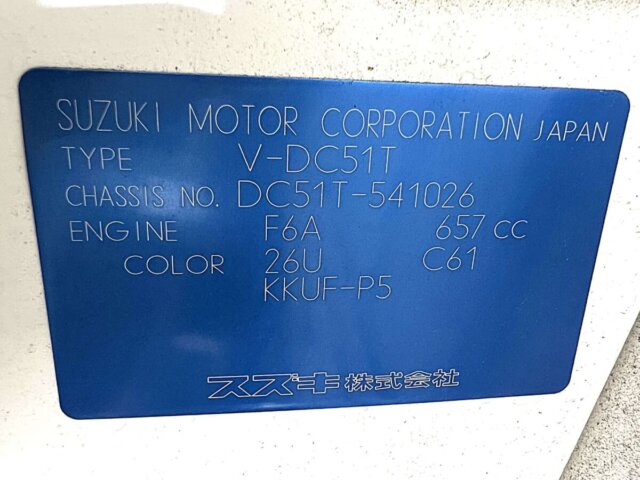 SUZUKI MOTOR CORPORATION JAPAN
TYPE V-DC51T
CHASSIS NO. DC51T-541026
ENGINE F6A 657 cc
COLOR 26U C61
KKUF-P5
スズキ株式会社